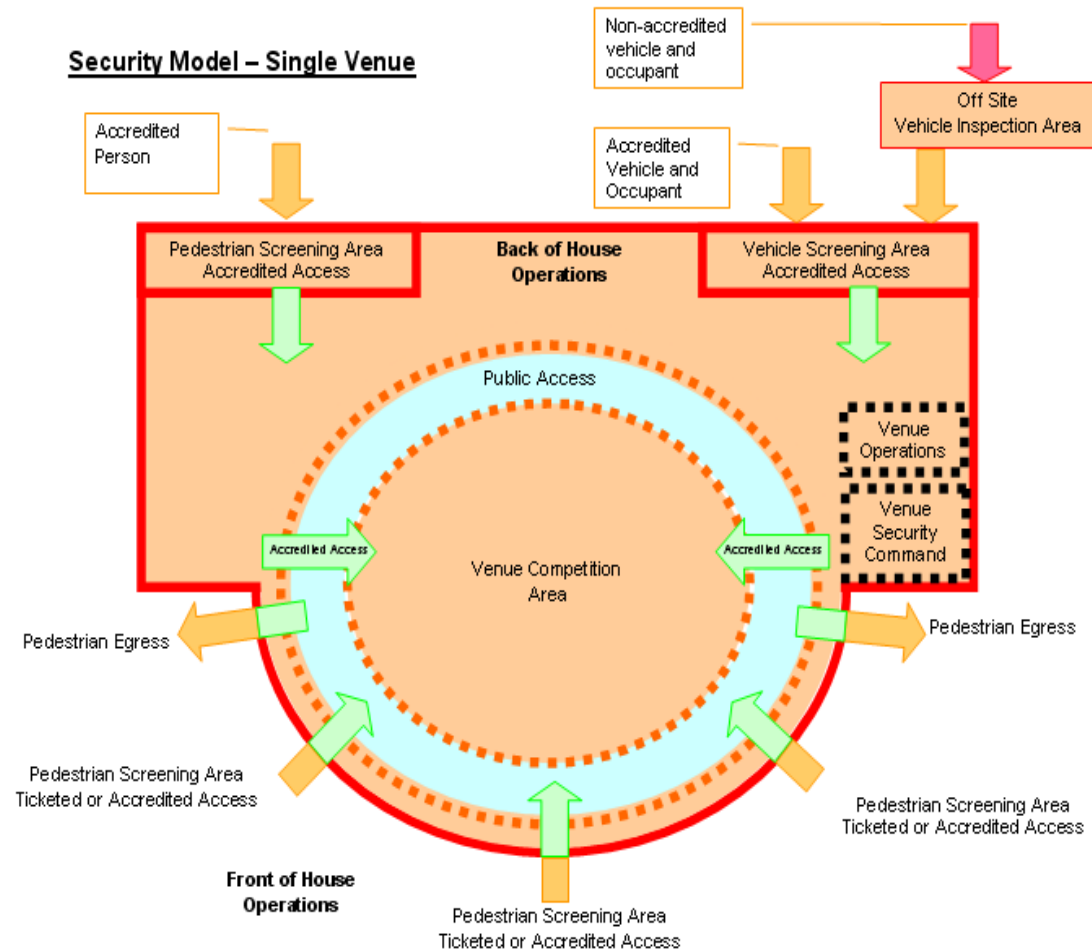 Security Model – Single Venue
Non-accredited
vehicle and
occupant
Off Site
Vehicle Inspection Area
Accredited
Person
Accredited
Vehicle and
Occupant
Pedestrian Screening Area
Accredited Access
Back of House
Operations
Vehicle Screening Area
Accredited Access
Public Access
Venue
Operations
Venue
Security
Command
Accredited Access
Accredited Access
Venue Competition
Area
Pedestrian Egress
Pedestrian Egress
Pedestrian Screening Area
Ticketed or Accredited Access
Pedestrian Screening Area
Ticketed or Accredited Access
Front of House
Operations
Pedestrian Screening Area
Ticketed or Accredited Access